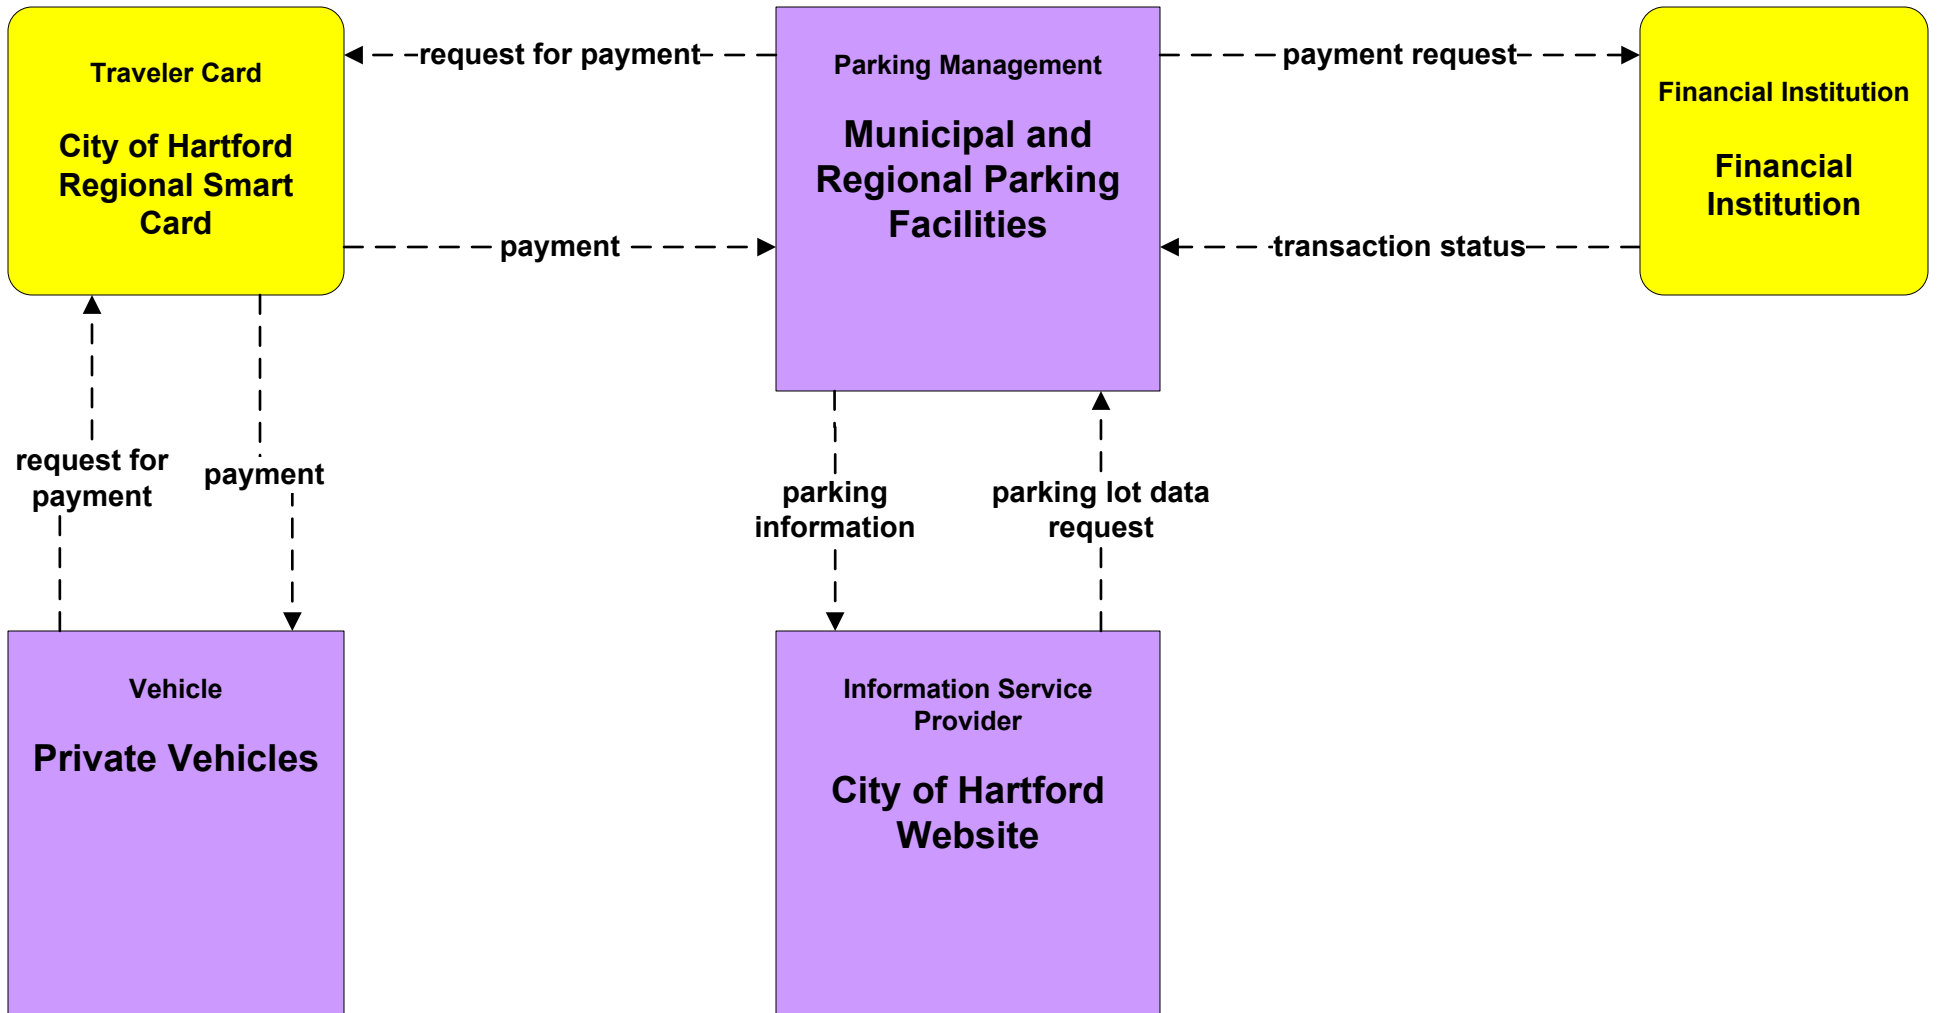 Traveler Card
City of Hartford
Regional Smart
Card
request for payment
Parking Management
Municipal and
Regional Parking
Facilities
payment request
Financial Institution
Financial
Institution
payment
transaction status
request for
payment
payment
parking
information
parking lot data
request
Vehicle
Private Vehicles
Information Service
Provider
City of Hartford
Website